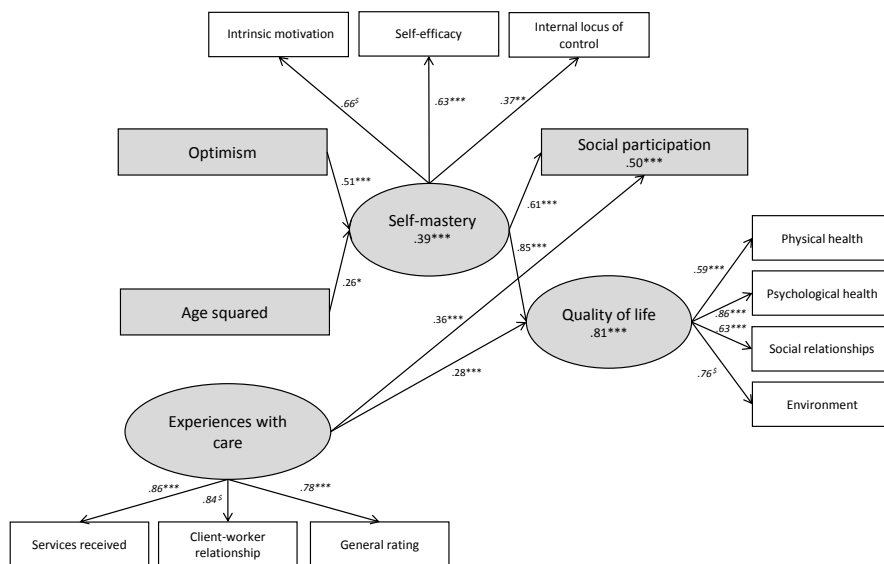 Intrinsic motivation
Self-efficacy
Internal locus of
control
.66$
.63***
.37**
Optimism
Social participation
.50***
.51***
.61***
Self-mastery
.39***
.85***
Physical health
.59***
.26*
Age squared
Psychological health
.86***
Quality of life
.81***
.36***
.63***
Social relationships
.28***
.76$
Environment
Experiences with
care
.86***
.84$
.78***
Services received
Client-worker
relationship
General rating